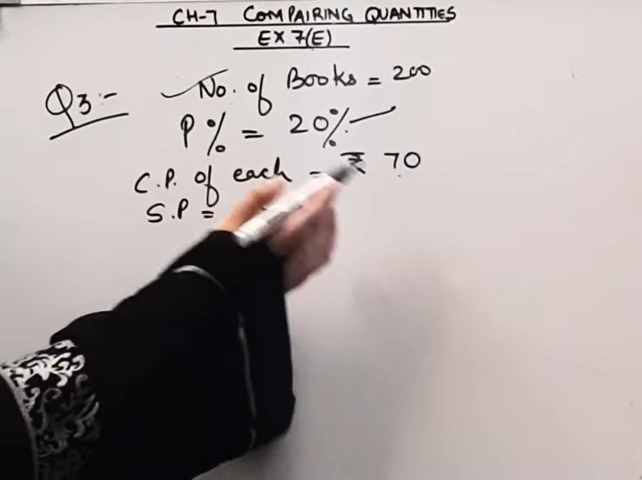 CH-7 COMPAIRING QUANTITIES
EX 7(E)
Q3:- No. of Books = 200
P% = 20%
C.P. of each = ₹ 70
S.P =